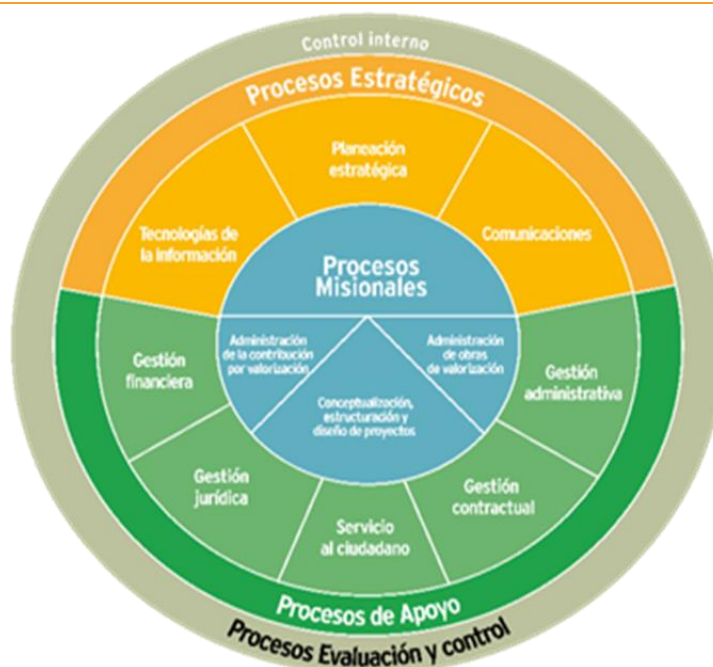 Control interno
Procesos Estratégicos
Planeación
estratégica
Tecnologías de
la información
Comunicaciones
Procesos
Misionales
Administración
de la contribución
por valorización
Administración
de obras
da valorización
Conceptualización,
estructuración y
diseño de proyectos
Gestión
financiera
Gestión
administrativa
Gestión
jurídica
Gestión
contractual
Servicio
al ciudadano
Procesos de Apoyo
Procesos Evaluación y control